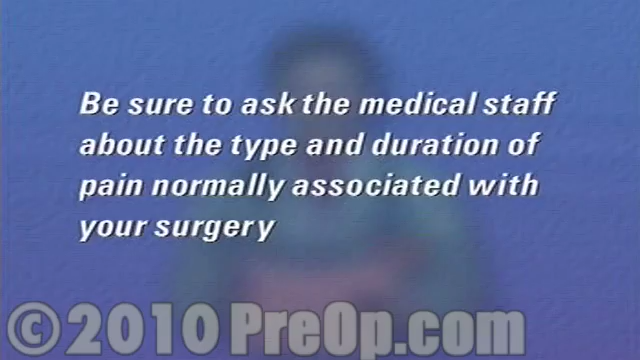 Be sure to ask the medical staff
about the type and duration of
pain normally associated with
your surgery
© 2010 PreOp.com